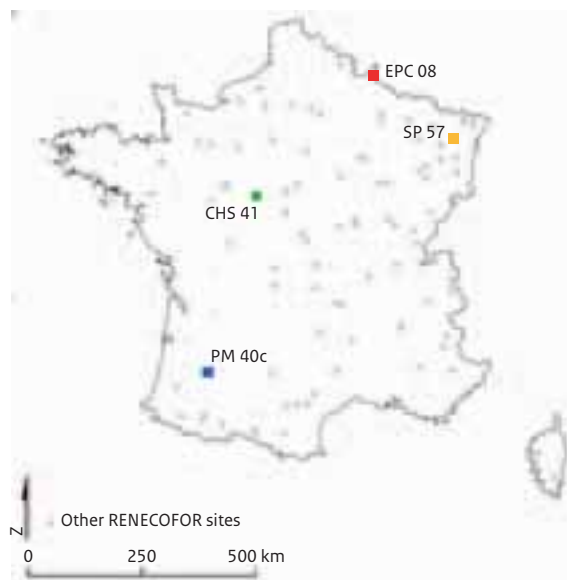 EPC 08
SP 57
CHS 41
PM 40c
Other RENECOFOR sites
N
0 250 500 km